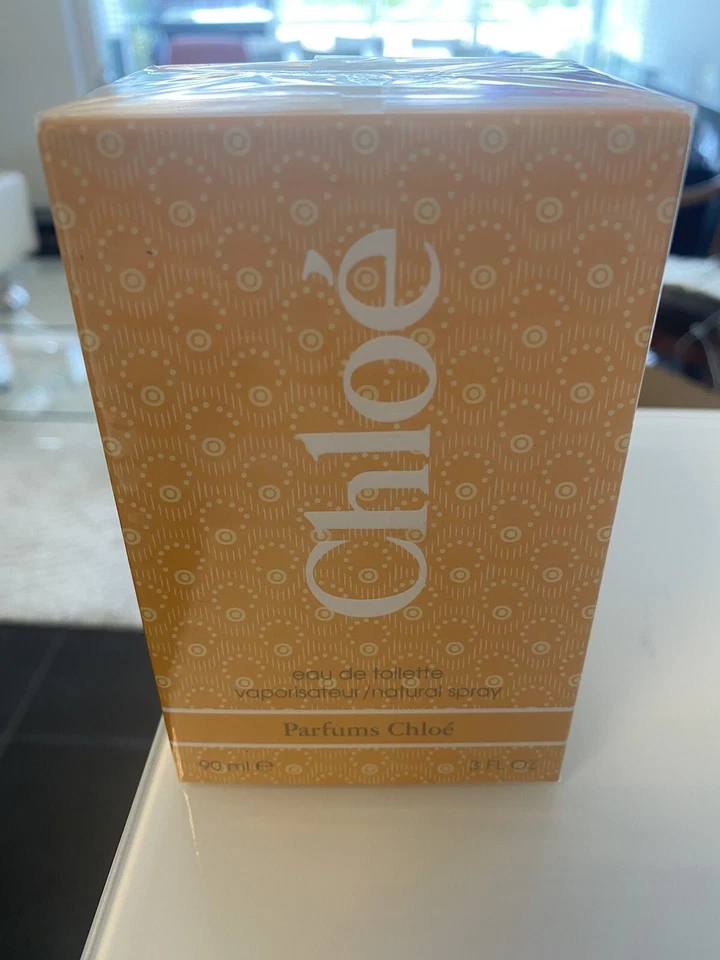 Chloé
eau de toilette
vaporisateur/natural spray
Parfums Chloé
90 ml e
3 FL OZ